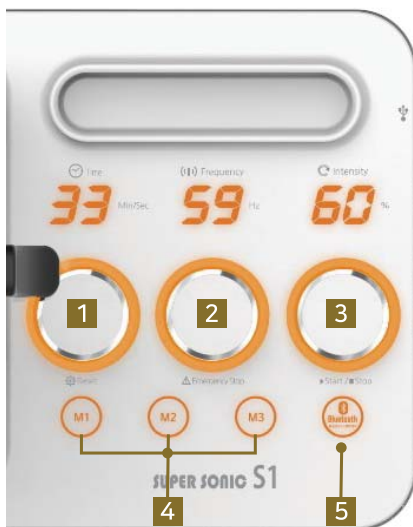 Time ((ı)) Frequency Intensity
33 Min/Sec 59 Hz 60 %
1 2 3
Reset Emergency Stop Start / Stop
M1 M2 M3 Bluetooth
SUPER SONIC S1
4 5